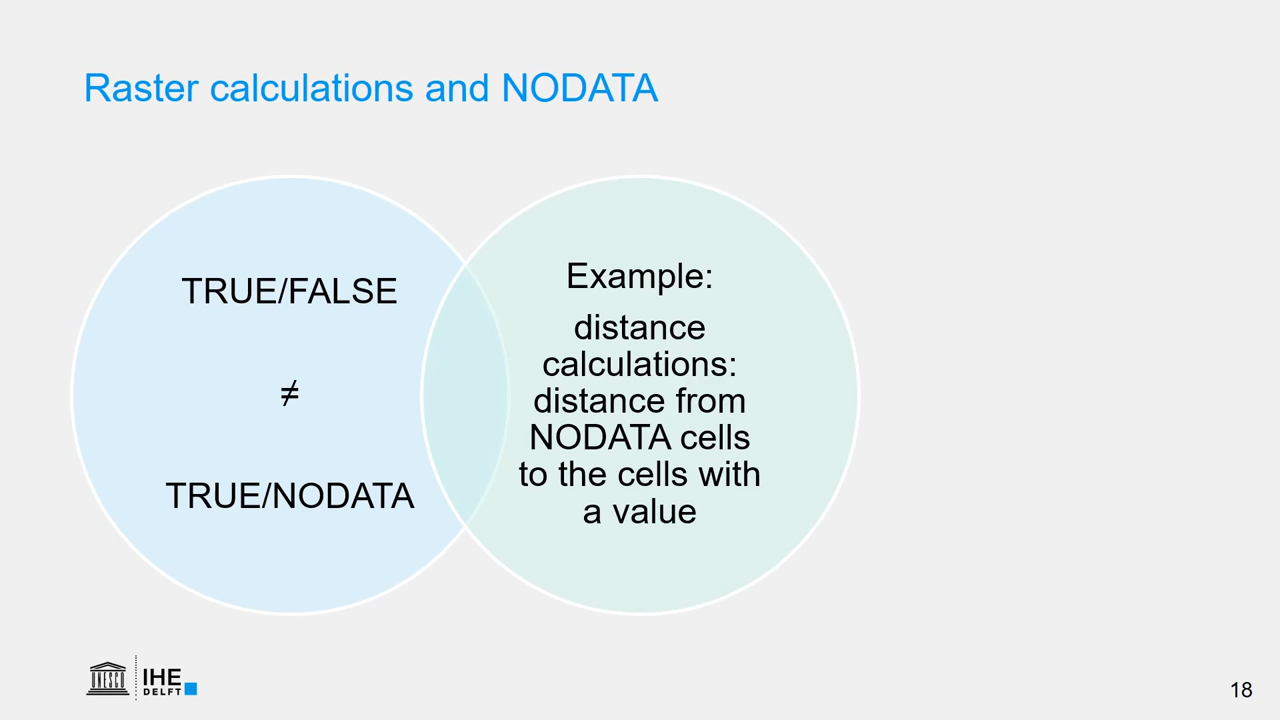 Raster calculations and NODATA
TRUE/FALSE
≠
TRUE/NODATA
Example:
distance
calculations:
distance from
NODATA cells
to the cells with
a value
UNESCO
IHE
DELFT
18